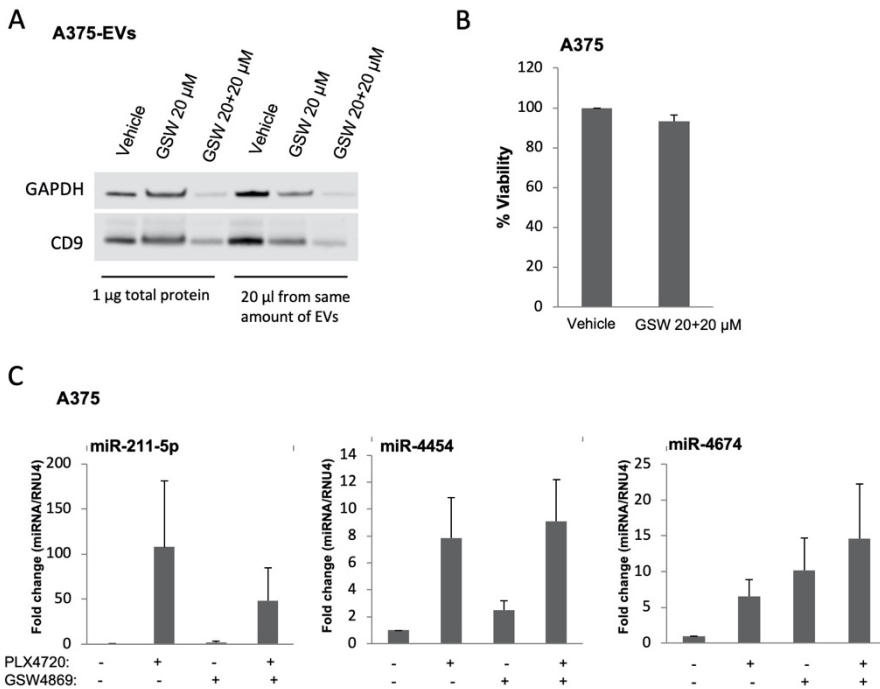 A
A375-EVs
Vehicle
GSW 20 µM
GSW 20+20 µM
Vehicle
GSW 20 µM
GSW 20+20 µM
GAPDH
CD9
1 µg total protein
20 µl from same
amount of EVs
B
A375
% Viability
120
100
80
60
40
20
0
Vehicle
GSW 20+20 µM
C
A375
miR-211-5p
Fold change (miRNA/RNU4)
200
150
100
50
0
miR-4454
Fold change (miRNA/RNU4)
14
12
10
8
6
4
2
0
miR-4674
Fold change (miRNA/RNU4)
25
20
15
10
5
0
PLX4720: - + - + - + - + - + - +
GSW4869: - - + + - - + + - - + +